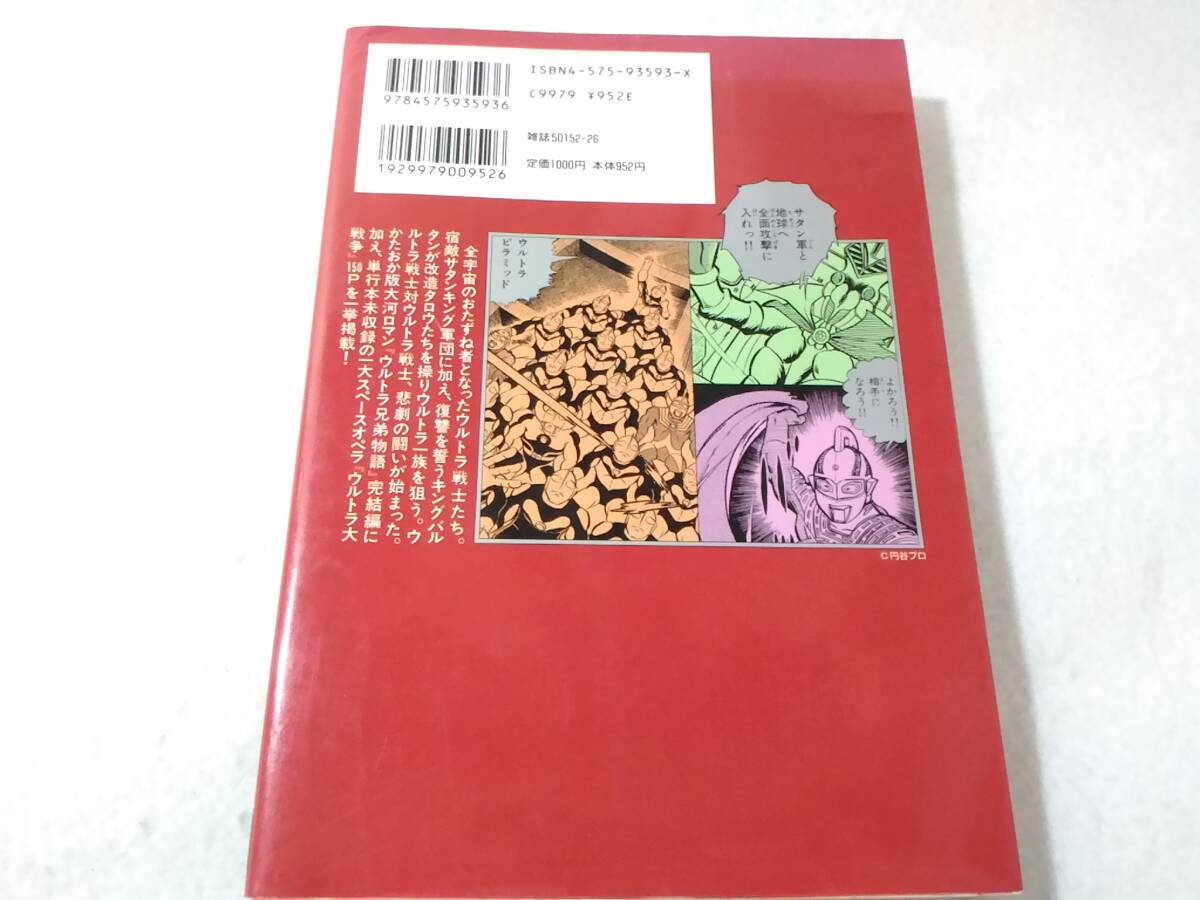 ISBN4-575-93593-X
C9979 ¥952E
9784575935936
雑誌50152-26
定価1000円 本体952円
1929979009526
サタン軍と
地球へ
全面攻撃に
入れっ!!
ウルトラ
ピラミッド
よかろう!!
相手に
なろう!!
©円谷プロ
全宇宙のおたずね者となったウルトラ戦士たち。
宿敵サタンキング軍団に加え、復讐を誓うキングバル
タンが改造タロウたちを操りウルトラ一族を狙う。ウ
ルトラ戦士対ウルトラ戦士、悲劇の闘いが始まった。
かたおか版大河ロマン『ウルトラ兄弟物語』完結編に
加え、単行本未収録の一大スペースオペラ『ウルトラ大
戦争』150Pを一挙掲載!